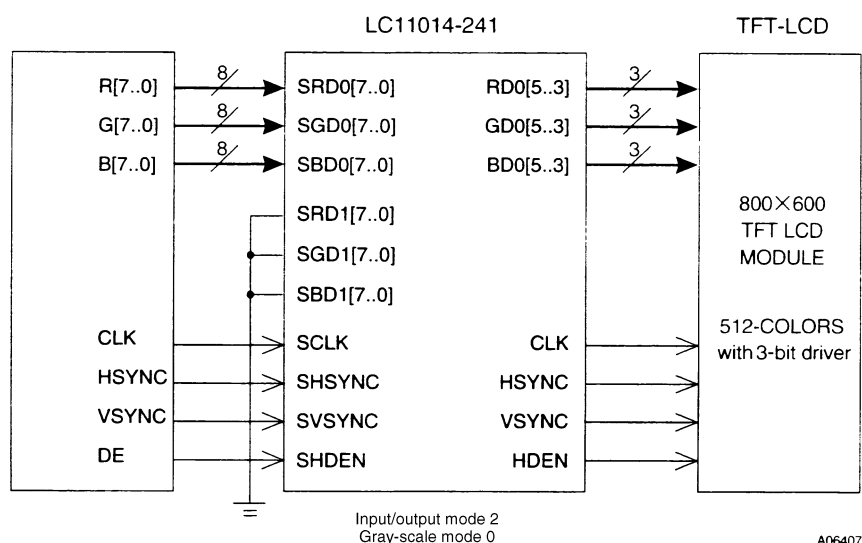 LC11014-241 TFT-LCD
R[7..0] 8 SRD0[7..0] RD0[5..3] 3
G[7..0] 8 SGD0[7..0] GD0[5..3] 3
B[7..0] 8 SBD0[7..0] BD0[5..3] 3
SRD1[7..0]
SGD1[7..0]
SBD1[7..0]
800×600
TFT LCD
MODULE
512-COLORS
with 3-bit driver
CLK SCLK CLK
HSYNC SHSYNC HSYNC
VSYNC SVSYNC VSYNC
DE SHDEN HDEN
Input/output mode 2
Gray-scale mode 0
A06407